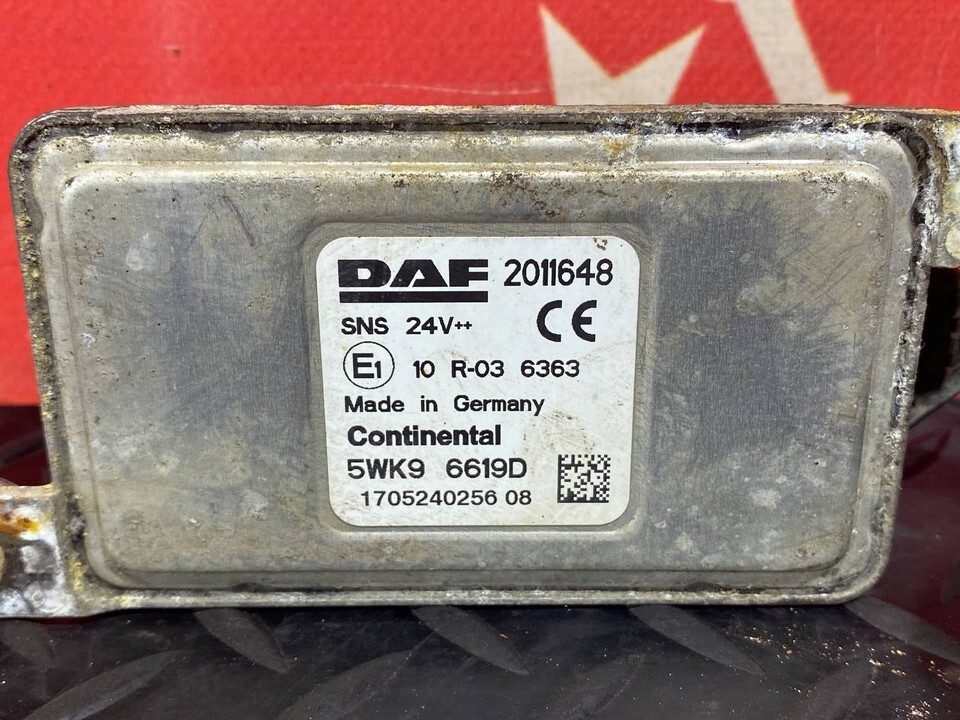 DAF 2011648
SNS 24V++ CE
E1 10 R-03 6363
Made in Germany
Continental
5WK9 6619D
1705240256 08